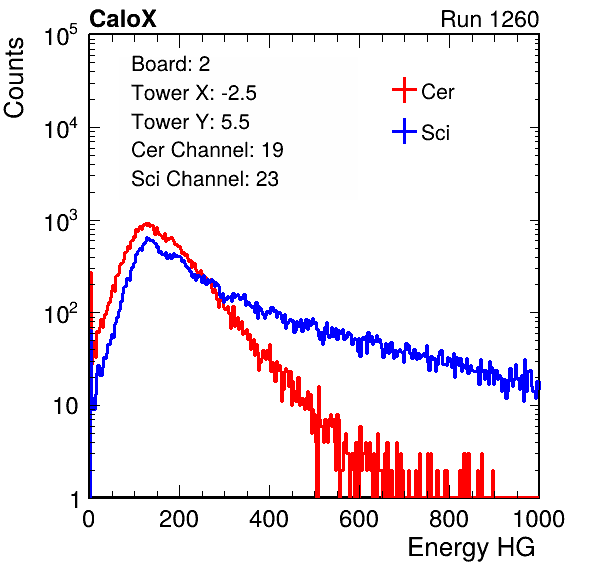 CaloX
Run 1260
Counts
10^5
10^4
10^3
10^2
10
1
Board: 2
Tower X: -2.5
Tower Y: 5.5
Cer Channel: 19
Sci Channel: 23
Cer
Sci
0 200 400 600 800 1000
Energy HG